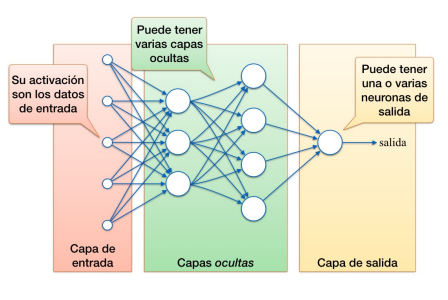 Puede tener
varias capas
ocultas
Su activación
son los datos
de entrada
Puede tener
una o varias
neuronas de
salida
salida
Capa de
entrada
Capas ocultas
Capa de salida